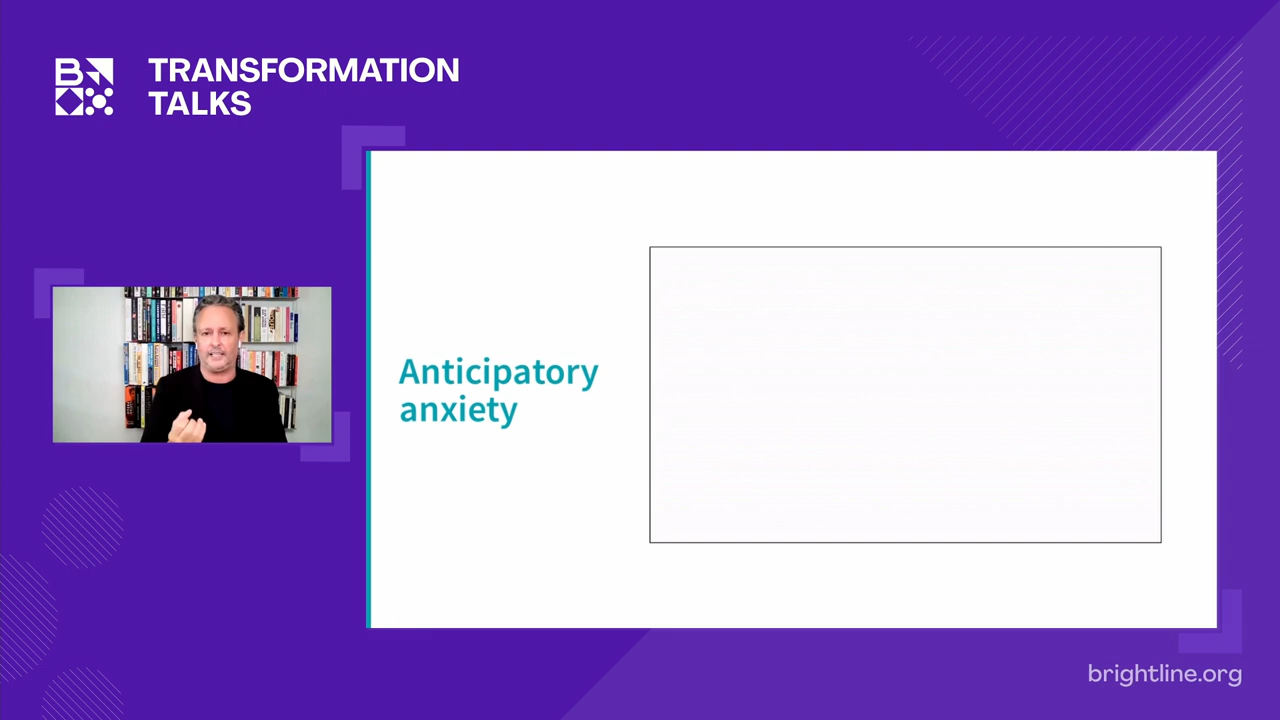 TRANSFORMATION
TALKS
Anticipatory
anxiety
brightline.org